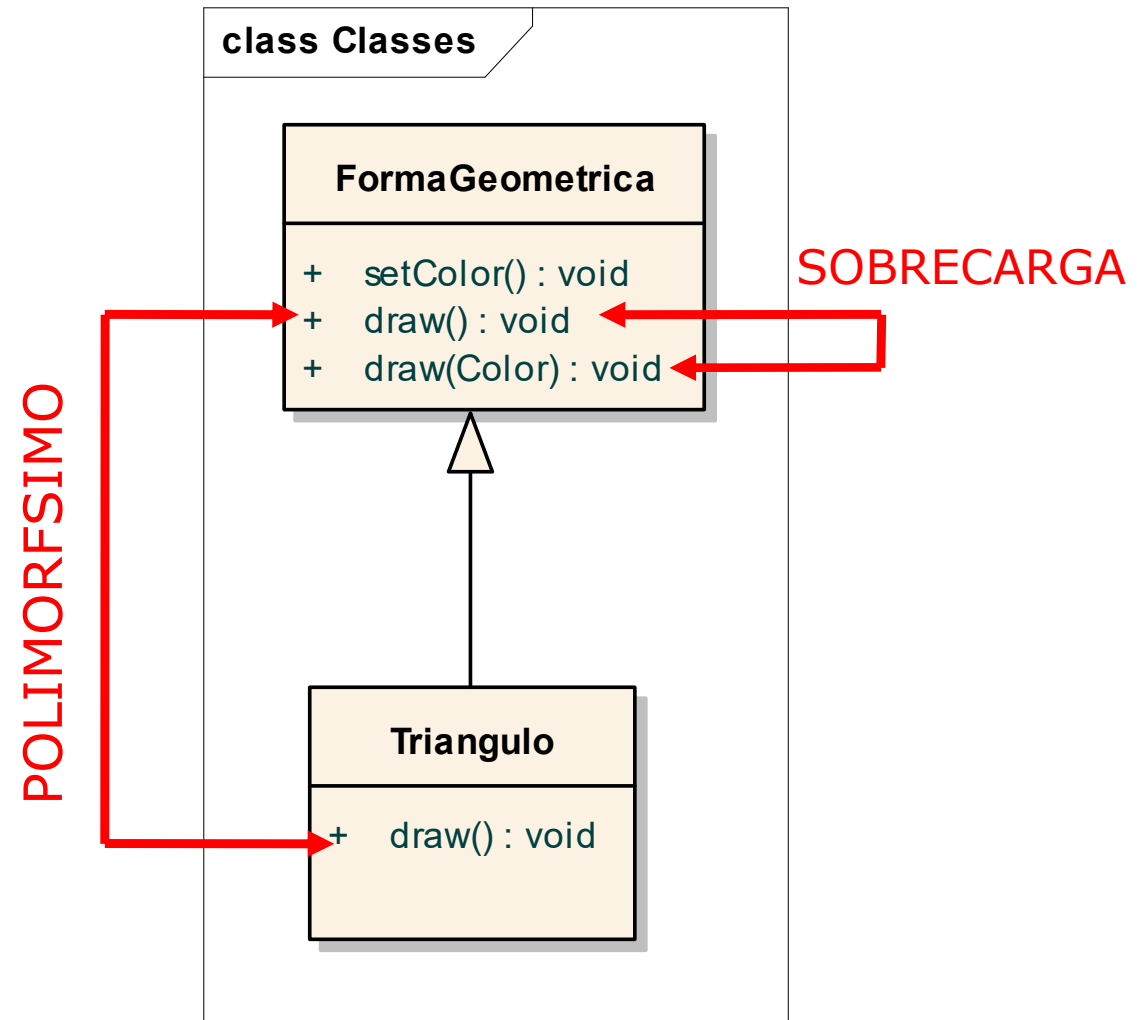 class Classes
FormaGeometrica
+ setColor() : void
+ draw() : void
+ draw(Color) : void
SOBRECARGA
POLIMORFSIMO
Triangulo
+ draw() : void